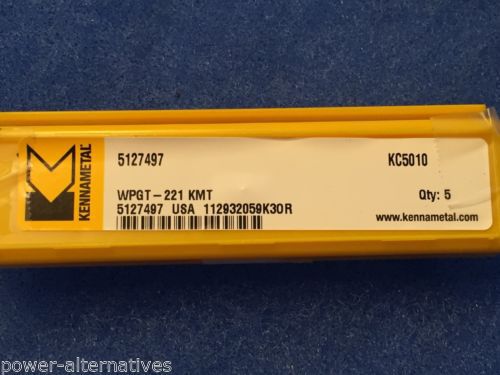 KENNAMETAL
5127497 KC5010
WPGT-221 KMT
Qty: 5
5127497 USA 112932059K30R
www.kennametal.com
power-alternatives